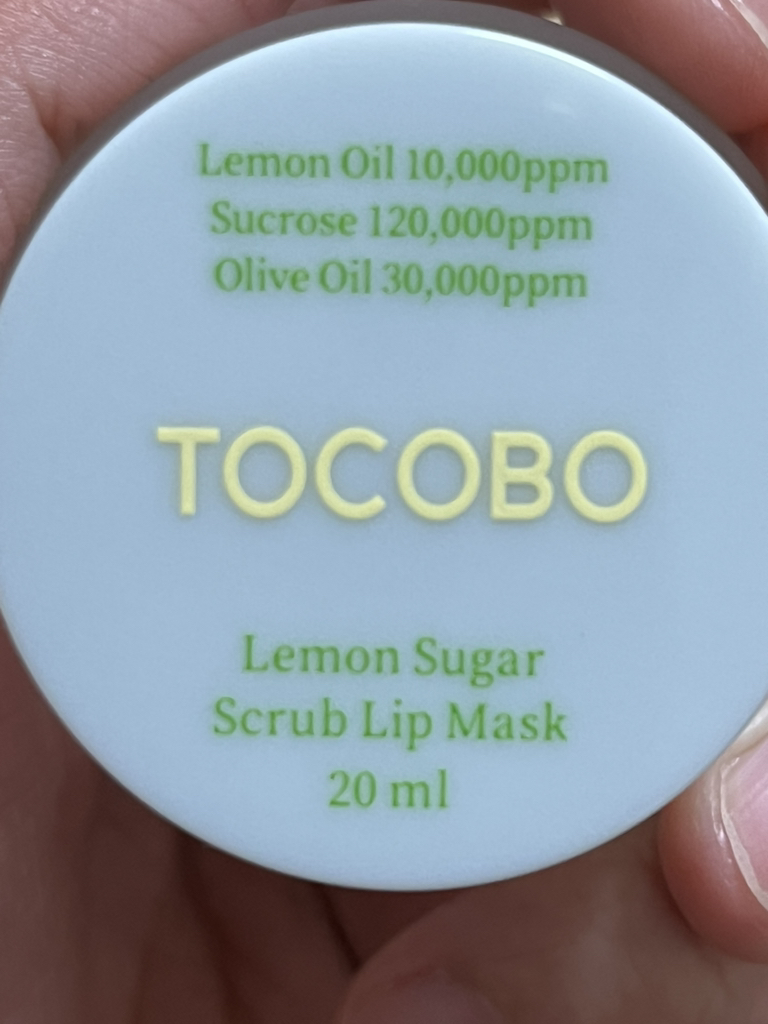 Lemon Oil 10,000ppm
Sucrose 120,000ppm
Olive Oil 30,000ppm
TOCOBO
Lemon Sugar
Scrub Lip Mask
20 ml